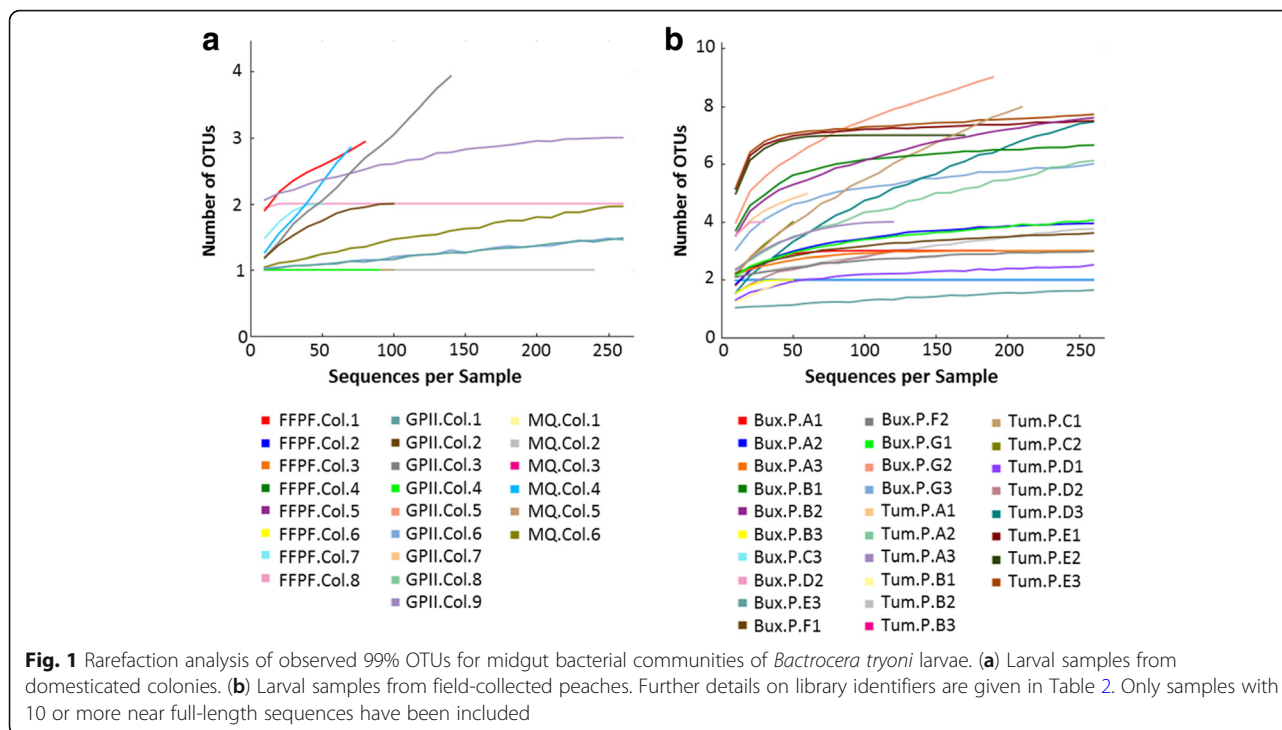 a
b
4
3
2
1
0
Number of OTUs
0 50 100 150 200 250
Sequences per Sample
10
8
6
4
2
0
Number of OTUs
0 50 100 150 200 250
Sequences per Sample
FFPF.Col.1
FFPF.Col.2
FFPF.Col.3
FFPF.Col.4
FFPF.Col.5
FFPF.Col.6
FFPF.Col.7
FFPF.Col.8
GPII.Col.1
GPII.Col.2
GPII.Col.3
GPII.Col.4
GPII.Col.5
GPII.Col.6
GPII.Col.7
GPII.Col.8
GPII.Col.9
MQ.Col.1
MQ.Col.2
MQ.Col.3
MQ.Col.4
MQ.Col.5
MQ.Col.6
Bux.P.A1
Bux.P.A2
Bux.P.A3
Bux.P.B1
Bux.P.B2
Bux.P.B3
Bux.P.C3
Bux.P.D2
Bux.P.E3
Bux.P.F1
Bux.P.F2
Bux.P.G1
Bux.P.G2
Bux.P.G3
Tum.P.A1
Tum.P.A2
Tum.P.A3
Tum.P.B1
Tum.P.B2
Tum.P.B3
Tum.P.C1
Tum.P.C2
Tum.P.D1
Tum.P.D2
Tum.P.D3
Tum.P.E1
Tum.P.E2
Tum.P.E3
Fig. 1 Rarefaction analysis of observed 99% OTUs for midgut bacterial communities of Bactrocera tryoni larvae. (a) Larval samples from
domesticated colonies. (b) Larval samples from field-collected peaches. Further details on library identifiers are given in Table 2. Only samples with
10 or more near full-length sequences have been included